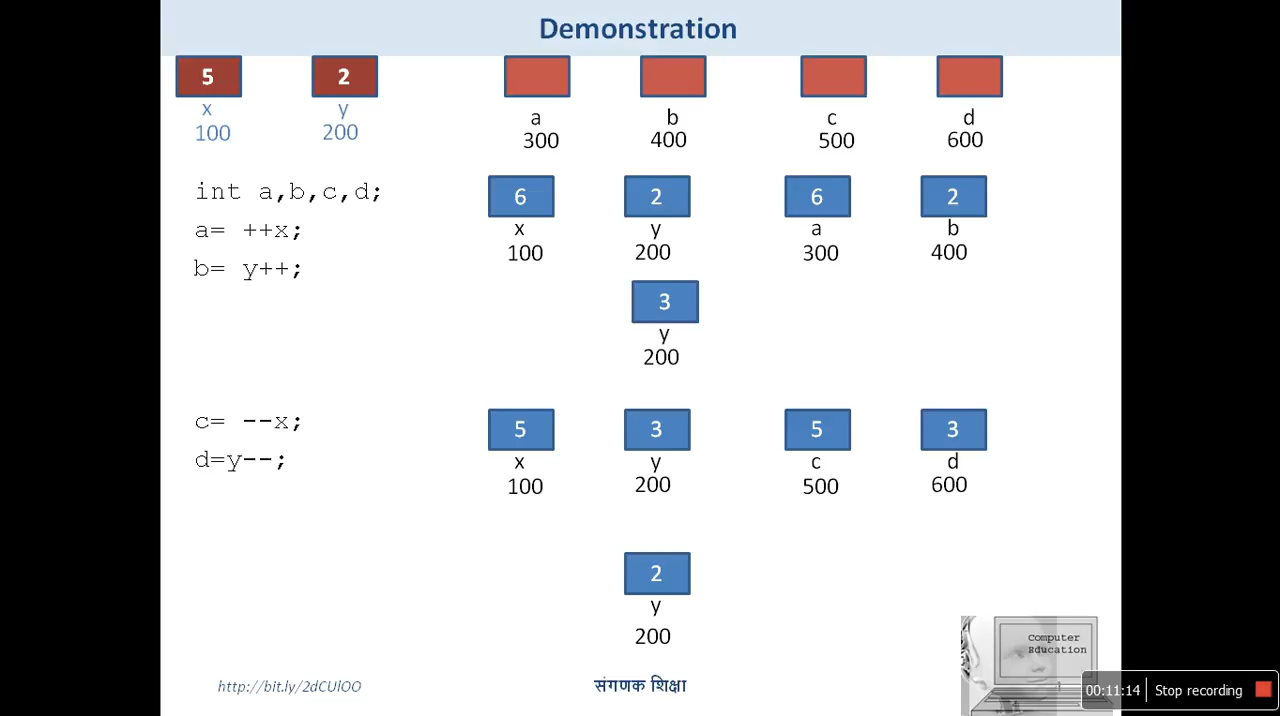 Demonstration
5 2
x y a b c d
100 200 300 400 500 600
int a,b,c,d;
6 2 6 2
a= ++x;
x y a b
100 200 300 400
b= y++;
3
y
200
c= --x;
5 3 5 3
d=y--;
x y c d
100 200 500 600
2
y
200
Computer
Education
http://bit.ly/2dCUlOQ
संगणक शिक्षा
00:11:14 Stop recording